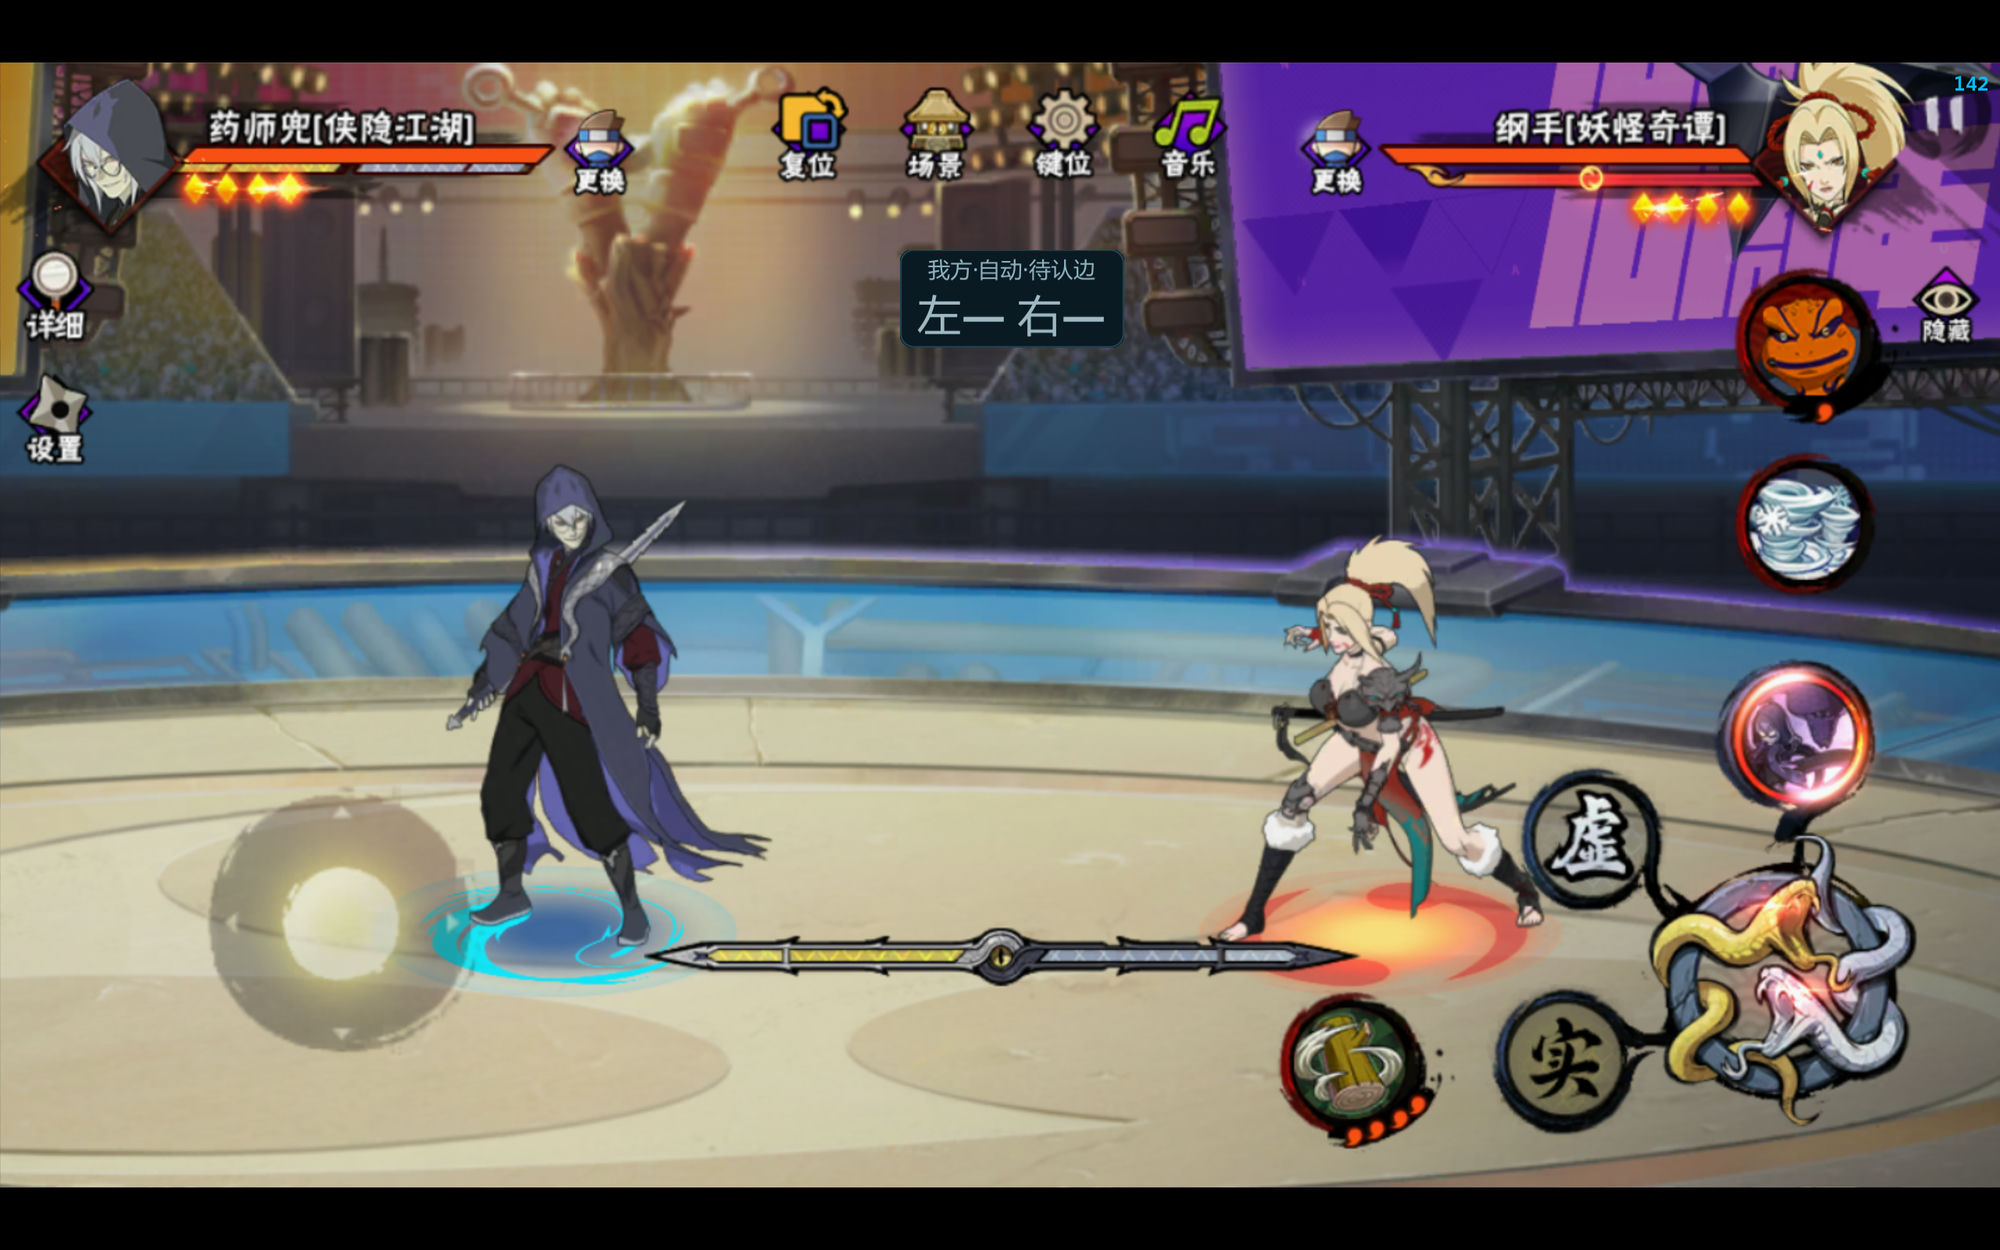 142
药师兜[侠隐江湖]
更换
复位
场景
键位
音乐
更换
纲手[妖怪奇谭]
我方·自动·待认边
左一 右一
详细
隐藏
设置
虚
实